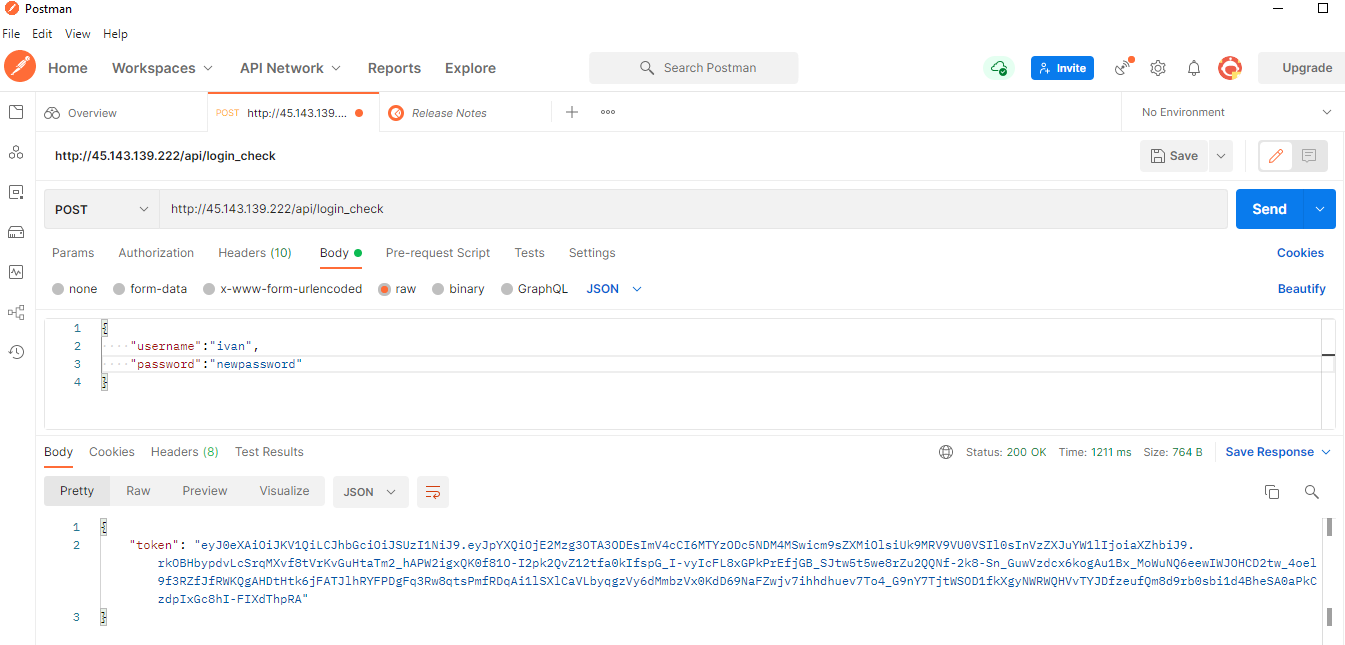 Postman
File Edit View Help
Home Workspaces API Network Reports Explore Search Postman Invite Upgrade
Overview POST http://45.143.139.... Release Notes No Environment
http://45.143.139.222/api/login_check Save
POST http://45.143.139.222/api/login_check Send
Params Authorization Headers (10) Body Pre-request Script Tests Settings Cookies
none form-data x-www-form-urlencoded raw binary GraphQL JSON Beautify
1 {
2 "username":"ivan",
3 "password":"newpassword"
4 }
Body Cookies Headers (8) Test Results Status: 200 OK Time: 1211 ms Size: 764 B Save Response
Pretty Raw Preview Visualize JSON
1 {
2 "token": "eyJ0eXAiOiJKV1QiLCJhbGciOiJSUzI1NiJ9.eyJpYXQiOjE2Mzg3OTA3ODEsImV4cCI6MTYzODc5NDM4MSwicm9sZXMiOlsiUk9MRV9VU0VSIl0sInVzZXJuYW1lIjoiaXZhbiJ9.
rkOBHbypdvLcSrqMXvf8tVrKvGuHtaTm2_hAPW2igxQK0f81O-I2pk2QvZ12tfa0kIfspG_I-vyIcFL8xGPkPrEfjGB_SJtw5t5we8rZu2QQNf-2k8-Sn_GuwVzdcx6kogAu1Bx_MoWuNQ6eewIWJOHCD2tw_4oel
9f3RZfJfRWKQgAHDtHtk6jFATJlhRYFPDgFq3Rw8qtsPmfRDqAi1lSXlCaVLbyqgzVy6dMmbzVx0KdD69NaFZwjv7ihhdhuev7To4_G9nY7TjtWSOD1fkXgyNWRWQHVvTYJDfzeufQm8d9rb0sbi1d4BheSA0aPkC
zdpIxGc8hI-FIXdThpRA"
3 }